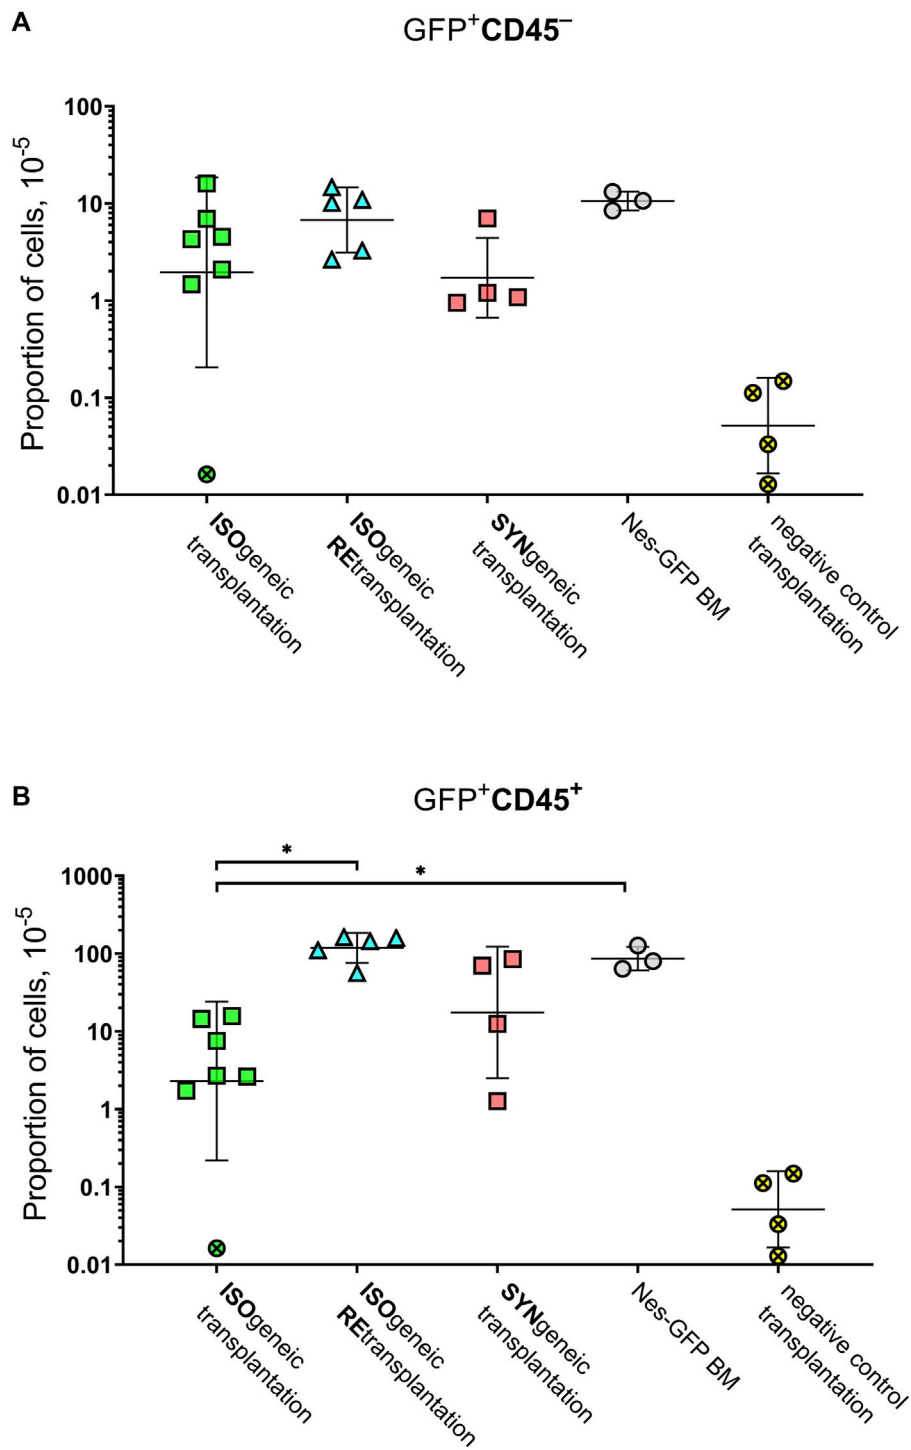 A
GFP⁺CD45⁻
Proportion of cells, 10⁻⁵
100
10
1
0.1
0.01
ISOgeneic
transplantation
ISOgeneic
REtransplantation
SYNgeneic
transplantation
Nes-GFP BM
negative control
transplantation
B
GFP⁺CD45⁺
*
*
Proportion of cells, 10⁻⁵
1000
100
10
1
0.1
0.01
ISOgeneic
transplantation
ISOgeneic
REtransplantation
SYNgeneic
transplantation
Nes-GFP BM
negative control
transplantation